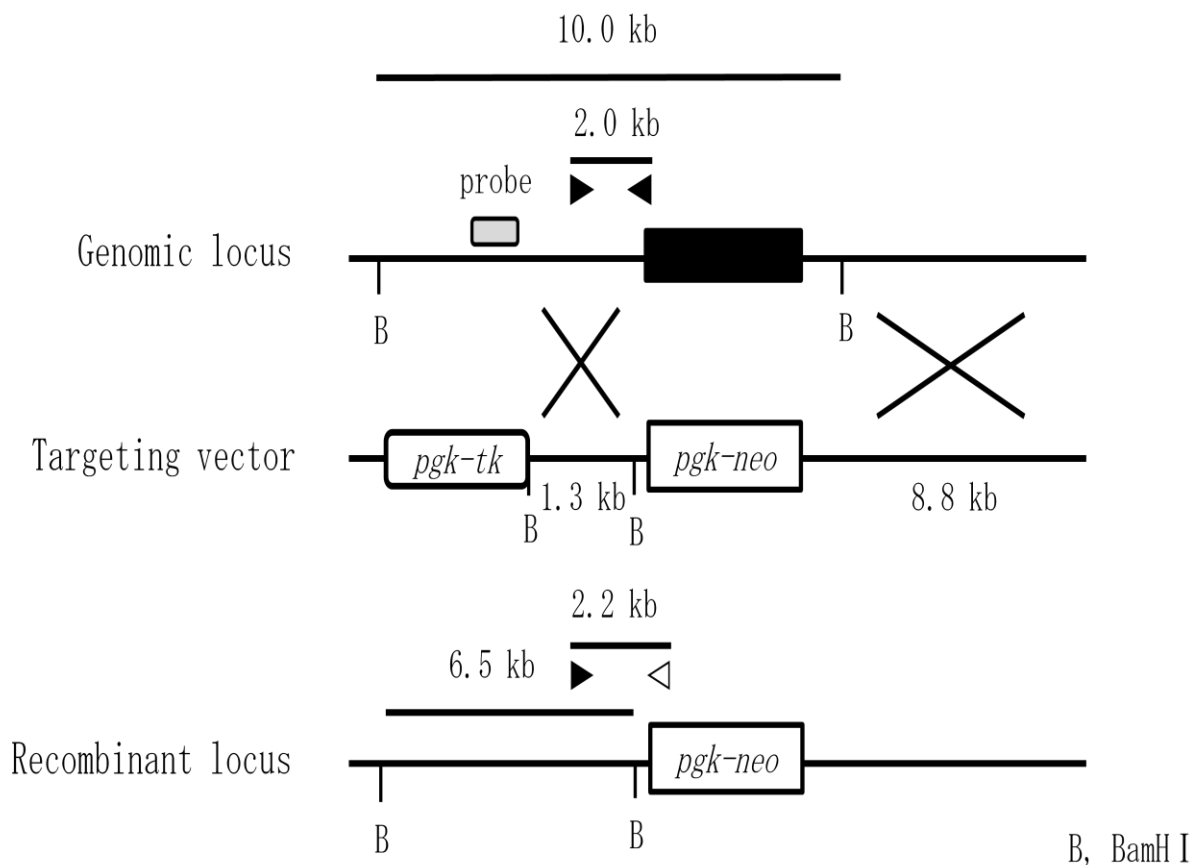 10.0 kb
2.0 kb
probe
Genomic locus
B
B
Targeting vector
pgk-tk
pgk-neo
B
1.3 kb
B
8.8 kb
2.2 kb
6.5 kb
Recombinant locus
pgk-neo
B
B
B, BamH I